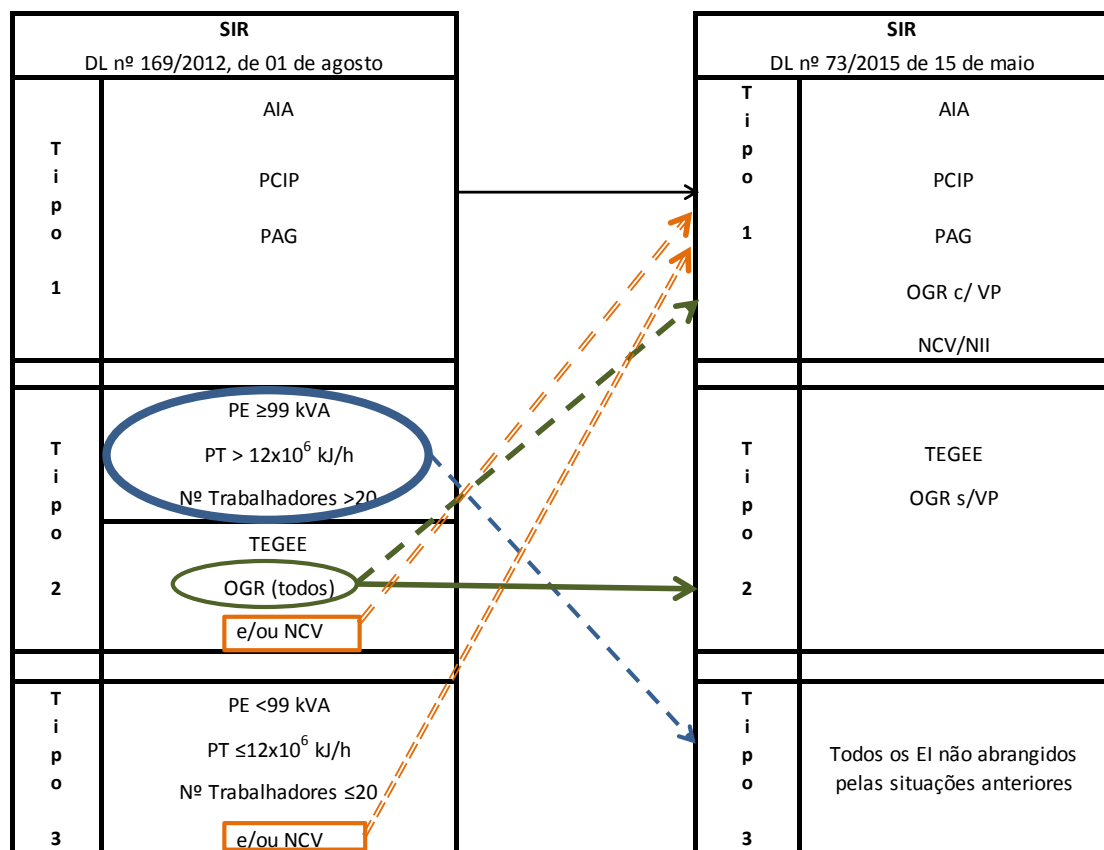 SIR
DL nº 169/2012, de 01 de agosto
Tipo 1
AIA
PCIP
PAG
Tipo 2
PE ≥99 kVA
PT > 12x10⁶ kJ/h
Nº Trabalhadores >20
TEGEE
OGR (todos)
e/ou NCV
Tipo 3
PE <99 kVA
PT ≤12x10⁶ kJ/h
Nº Trabalhadores ≤20
e/ou NCV
SIR
DL nº 73/2015 de 15 de maio
Tipo 1
AIA
PCIP
PAG
OGR c/ VP
NCV/NII
Tipo 2
TEGEE
OGR s/VP
Tipo 3
Todos os EI não abrangidos
pelas situações anteriores